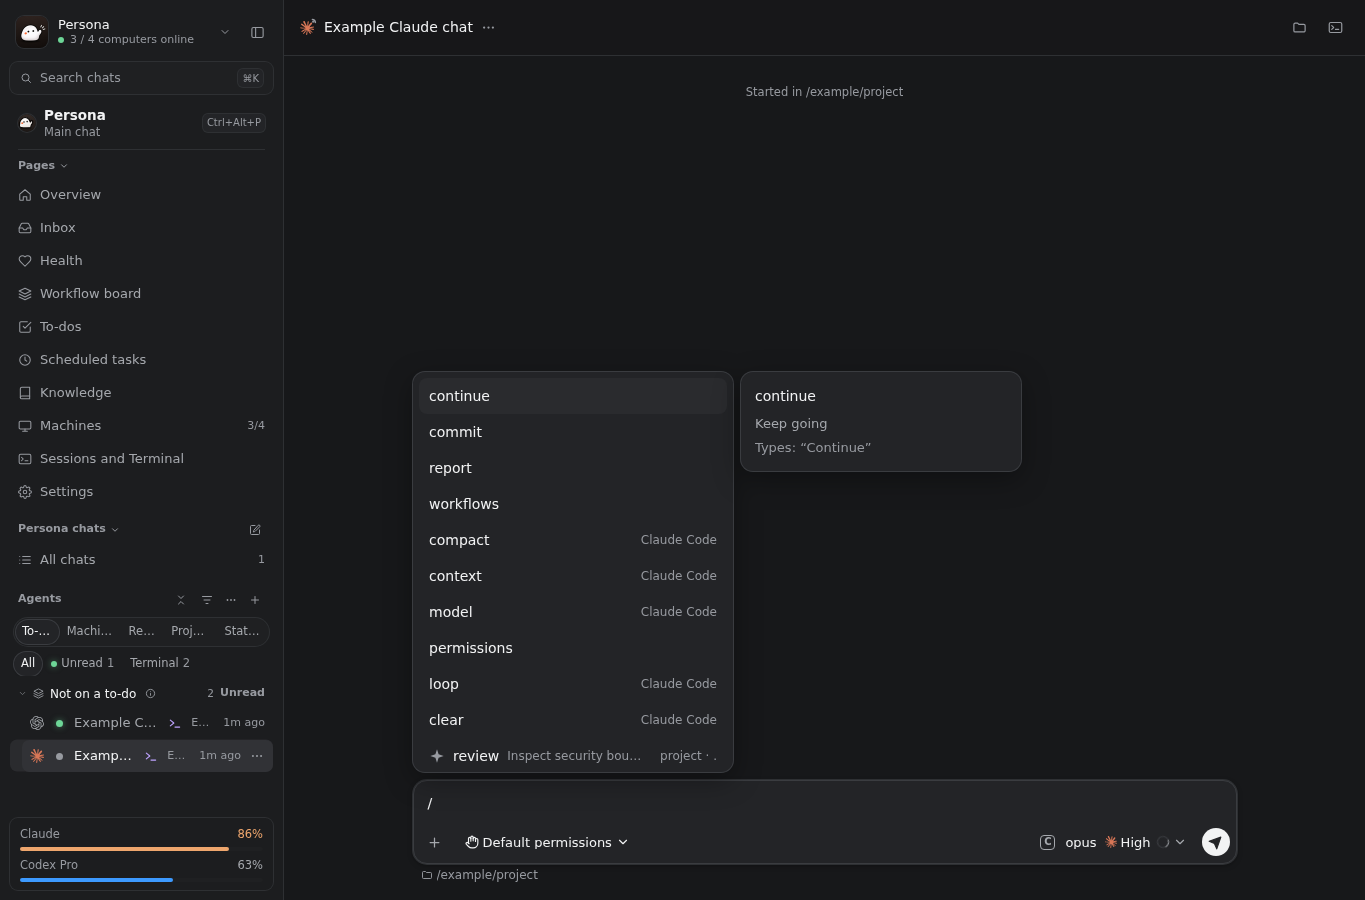 Persona
3 / 4 computers online
Search chats ⌘K
Persona
Main chat
Ctrl+Alt+P
Pages
Overview
Inbox
Health
Workflow board
To-dos
Scheduled tasks
Knowledge
Machines 3/4
Sessions and Terminal
Settings
Persona chats
All chats 1
Agents
To-… Machi… Re… Proj… Stat…
All Unread 1 Terminal 2
Not on a to-do 2 Unread
Example C… E… 1m ago
Examp… E… 1m ago ···
Claude 86%
Codex Pro 63%
Example Claude chat ···
Started in /example/project
continue
commit
report
workflows
compact Claude Code
context Claude Code
model Claude Code
permissions
loop Claude Code
clear Claude Code
review Inspect security bou… project · .
continue
Keep going
Types: “Continue”
/
Default permissions
C opus High
/example/project